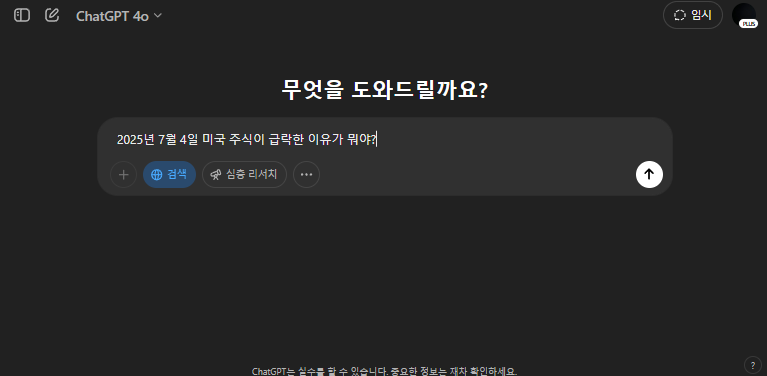 ChatGPT 4o
임시
PLUS
무엇을 도와드릴까요?
2025년 7월 4일 미국 주식이 급락한 이유가 뭐야?
검색
심층 리서치
ChatGPT는 실수를 할 수 있습니다. 중요한 정보는 재차 확인하세요.
?